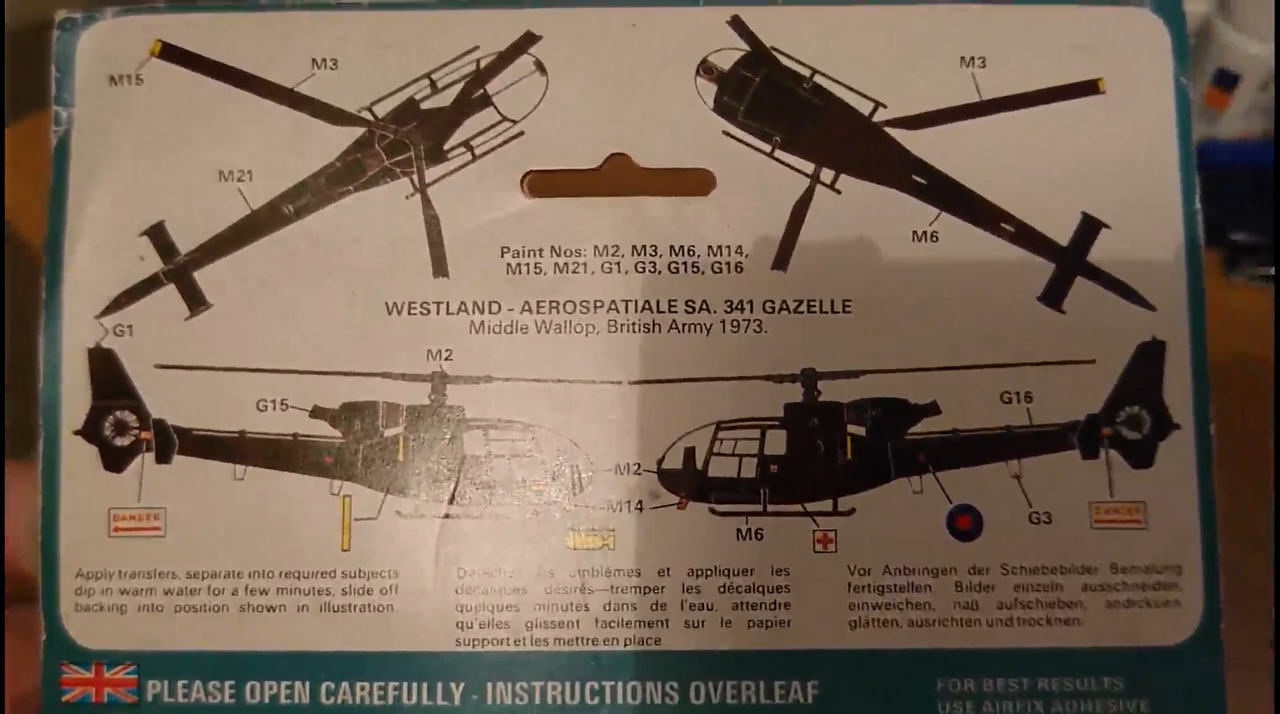 M15
M3
M3
M21
M6
Paint Nos: M2, M3, M6, M14,
M15, M21, G1, G3, G15, G16
WESTLAND - AEROSPATIALE SA. 341 GAZELLE
Middle Wallop, British Army 1973.
G1
M2
G15
G16
M2
M14
M6
G3
DANGER
DANGER
Apply transfers, separate into required subjects
dip in warm water for a few minutes, slide off
backing into position shown in illustration.
emblèmes et appliquer les
décalques désirés—tremper les décalques
quelques minutes dans de l'eau, attendre
qu'elles glissent facilement sur le papier
support et les mettre en place
Vor Anbringen der Schiebebilder Bemalung
fertigstellen Bilder einzeln ausschneiden,
einweichen, naß aufschieben, andrücken
glätten, ausrichten und trocknen.
PLEASE OPEN CAREFULLY - INSTRUCTIONS OVERLEAF
FOR BEST RESULTS
USE AIRFIX ADHESIVE